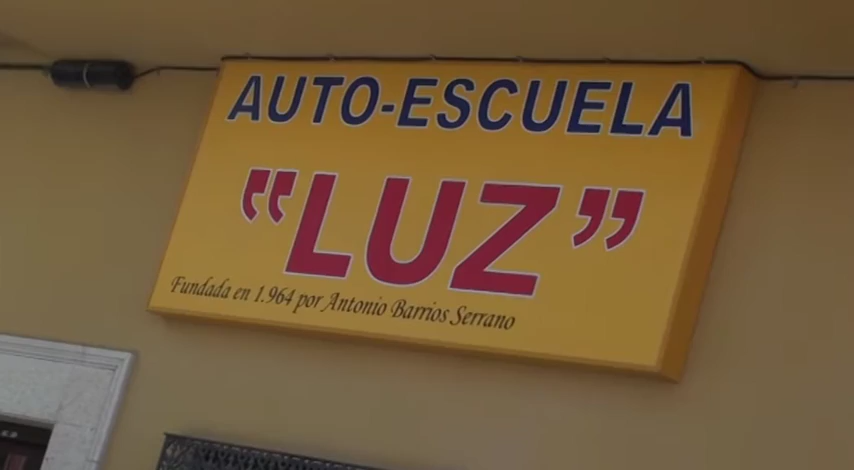 AUTO-ESCUELA
"LUZ"
Fundada en 1.964 por Antonio Barrios Serrano